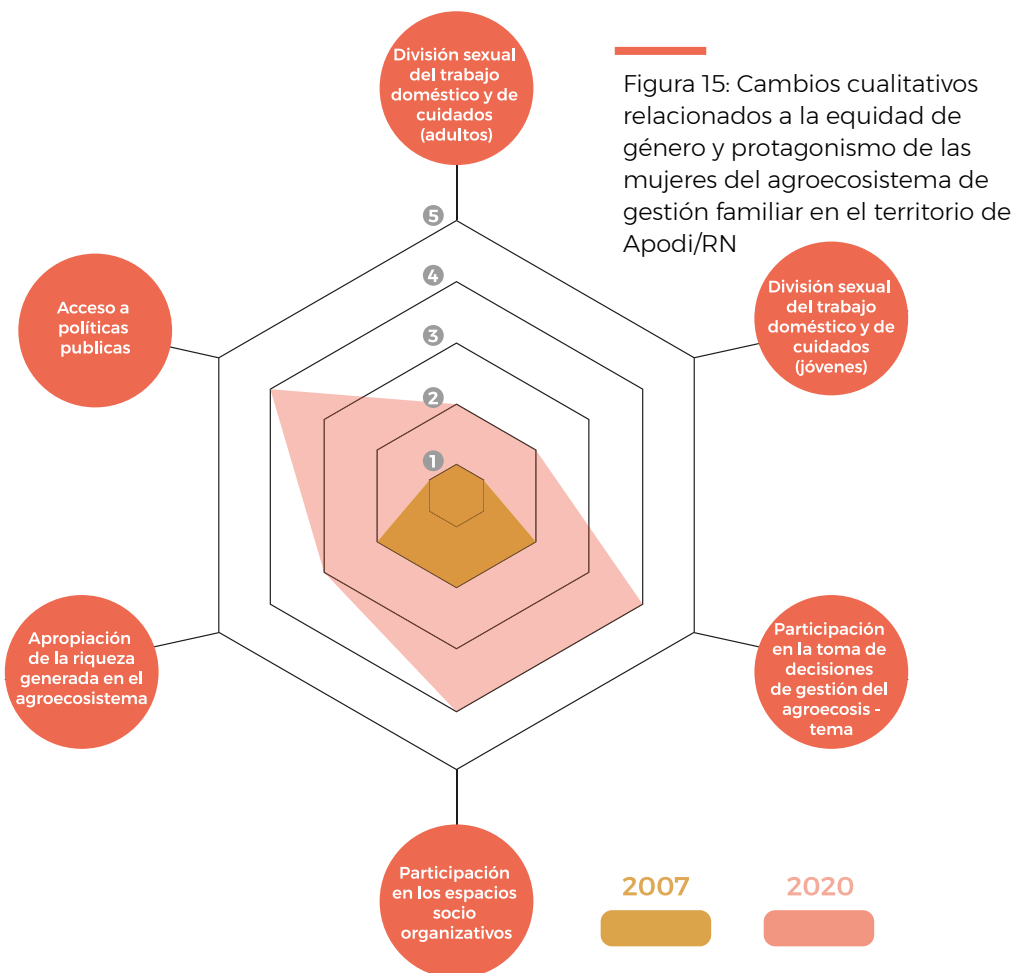 División sexual
del trabajo
doméstico y de
cuidados
(adultos)
Figura 15: Cambios cualitativos
relacionados a la equidad de
género y protagonismo de las
mujeres del agroecosistema de
gestión familiar en el territorio de
Apodi/RN
5
4
3
2
1
Acceso a
políticas
publicas
División sexual
del trabajo
doméstico y de
cuidados
(jóvenes)
Apropiación
de la riqueza
generada en el
agroecosistema
Participación
en la toma de
decisiones
de gestión del
agroecosis -
tema
Participación
en los espacios
socio
organizativos
2007
2020